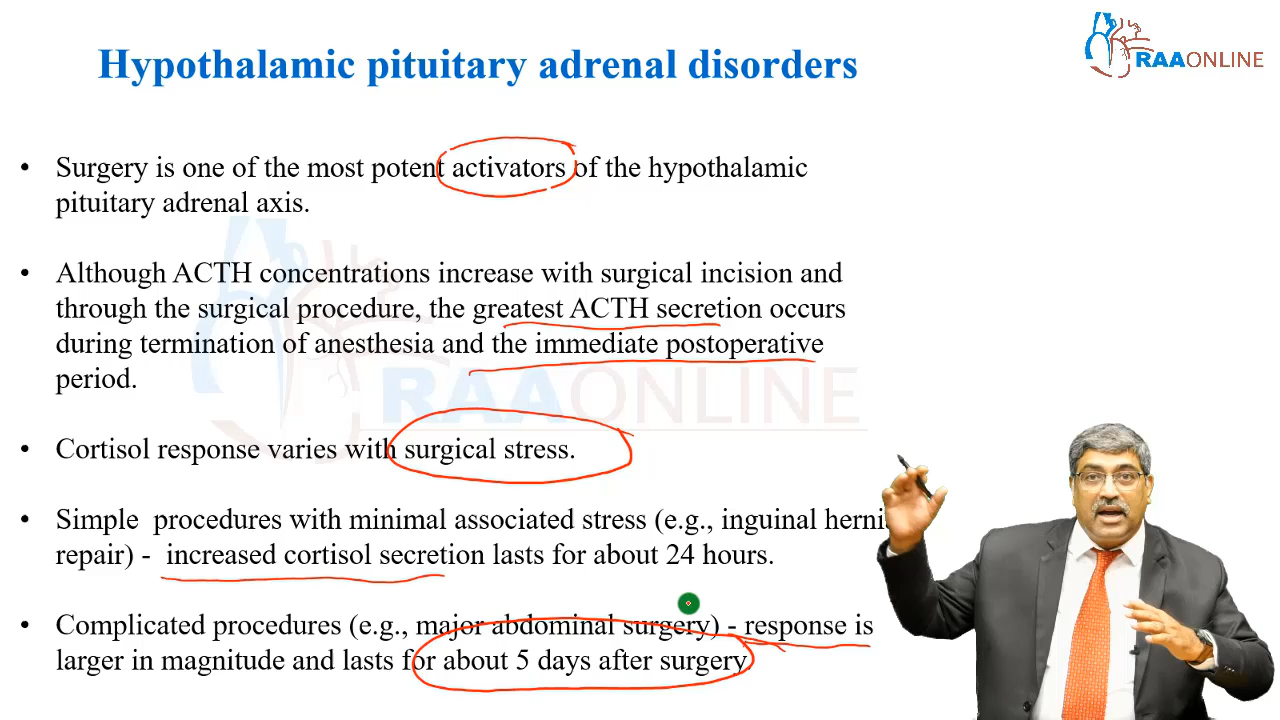 Hypothalamic pituitary adrenal disorders
RAAONLINE
• Surgery is one of the most potent activators of the hypothalamic
pituitary adrenal axis.
• Although ACTH concentrations increase with surgical incision and
through the surgical procedure, the greatest ACTH secretion occurs
during termination of anesthesia and the immediate postoperative
period.
RAAONLINE
• Cortisol response varies with surgical stress.
• Simple procedures with minimal associated stress (e.g., inguinal herni
repair) - increased cortisol secretion lasts for about 24 hours.
• Complicated procedures (e.g., major abdominal surgery) - response is
larger in magnitude and lasts for about 5 days after surgery